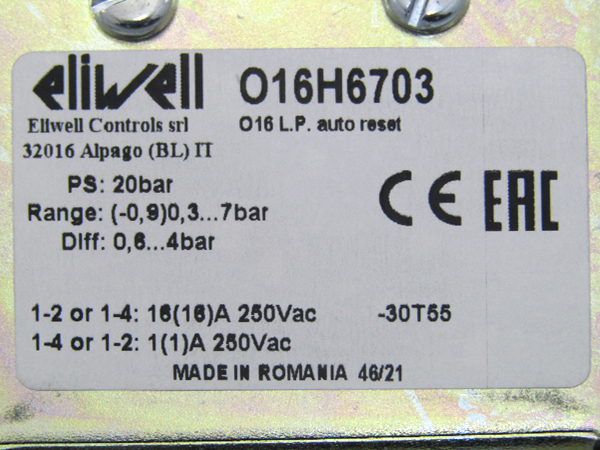 eliwell O16H6703
Eliwell Controls srl O16 L.P. auto reset
32016 Alpago (BL) IT
PS: 20bar
Range: (-0,9)0,3...7bar
Diff: 0,6...4bar
CE EAC
1-2 or 1-4: 16(16)A 250Vac -30T55
1-4 or 1-2: 1(1)A 250Vac
MADE IN ROMANIA 46/21